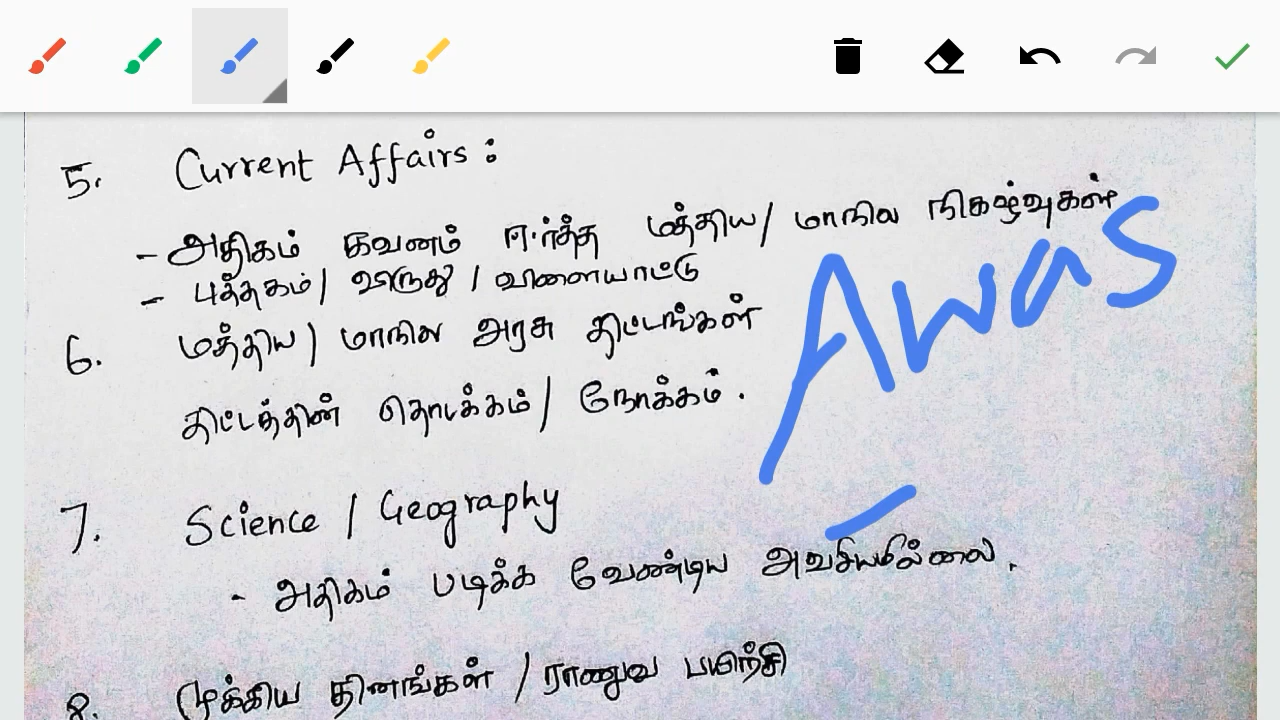 5. Current Affairs :
- அதிகம் கவனம் ஈர்த்த மத்திய / மாநில நிகழ்வுகள்
- புத்தகம் / விருது / விளையாட்டு
6. மத்திய / மாநில அரசு திட்டங்கள்
Awas
திட்டத்தின் தொடக்கம் / நோக்கம் .
7. Science / Geography
- அதிகம் படிக்க வேண்டிய அவசியமில்லை .
8. முக்கிய தினங்கள் / ராணுவ பயிற்சி